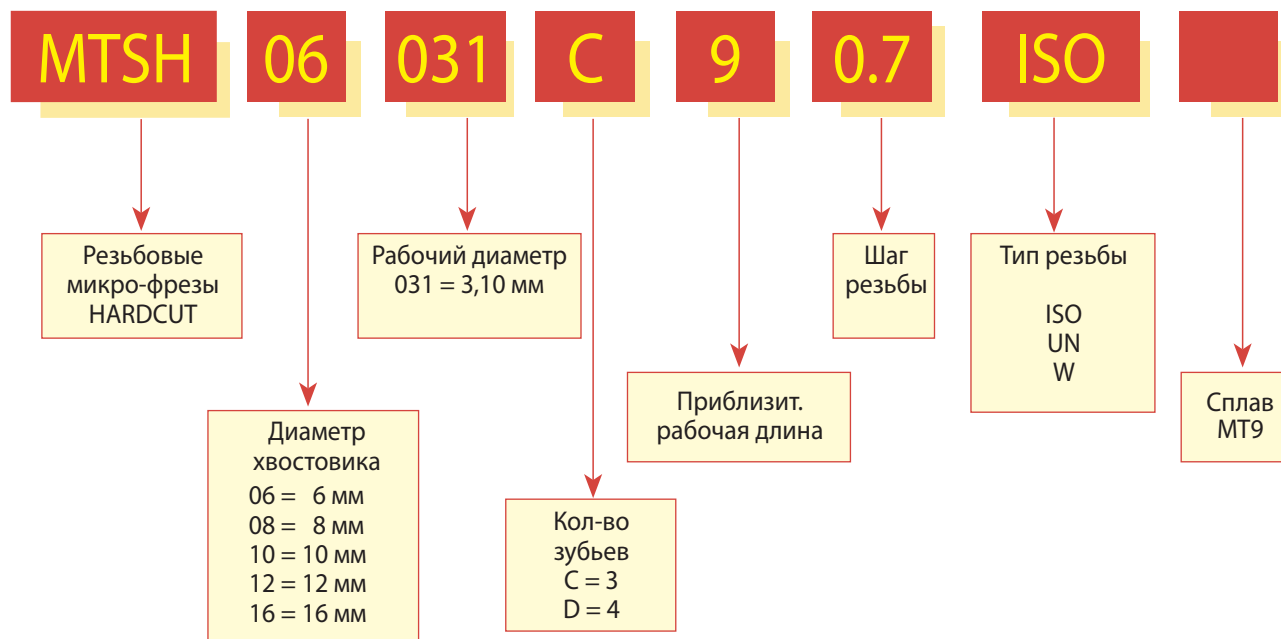 MTSH 06 031 C 9 0.7 ISO
Резьбовые
микро-фрезы
HARDCUT
Диаметр
хвостовика
06 = 6 мм
08 = 8 мм
10 = 10 мм
12 = 12 мм
16 = 16 мм
Рабочий диаметр
031 = 3,10 мм
Кол-во
зубьев
C = 3
D = 4
Приблизит.
рабочая длина
Шаг
резьбы
Тип резьбы
ISO
UN
W
Сплав
MT9